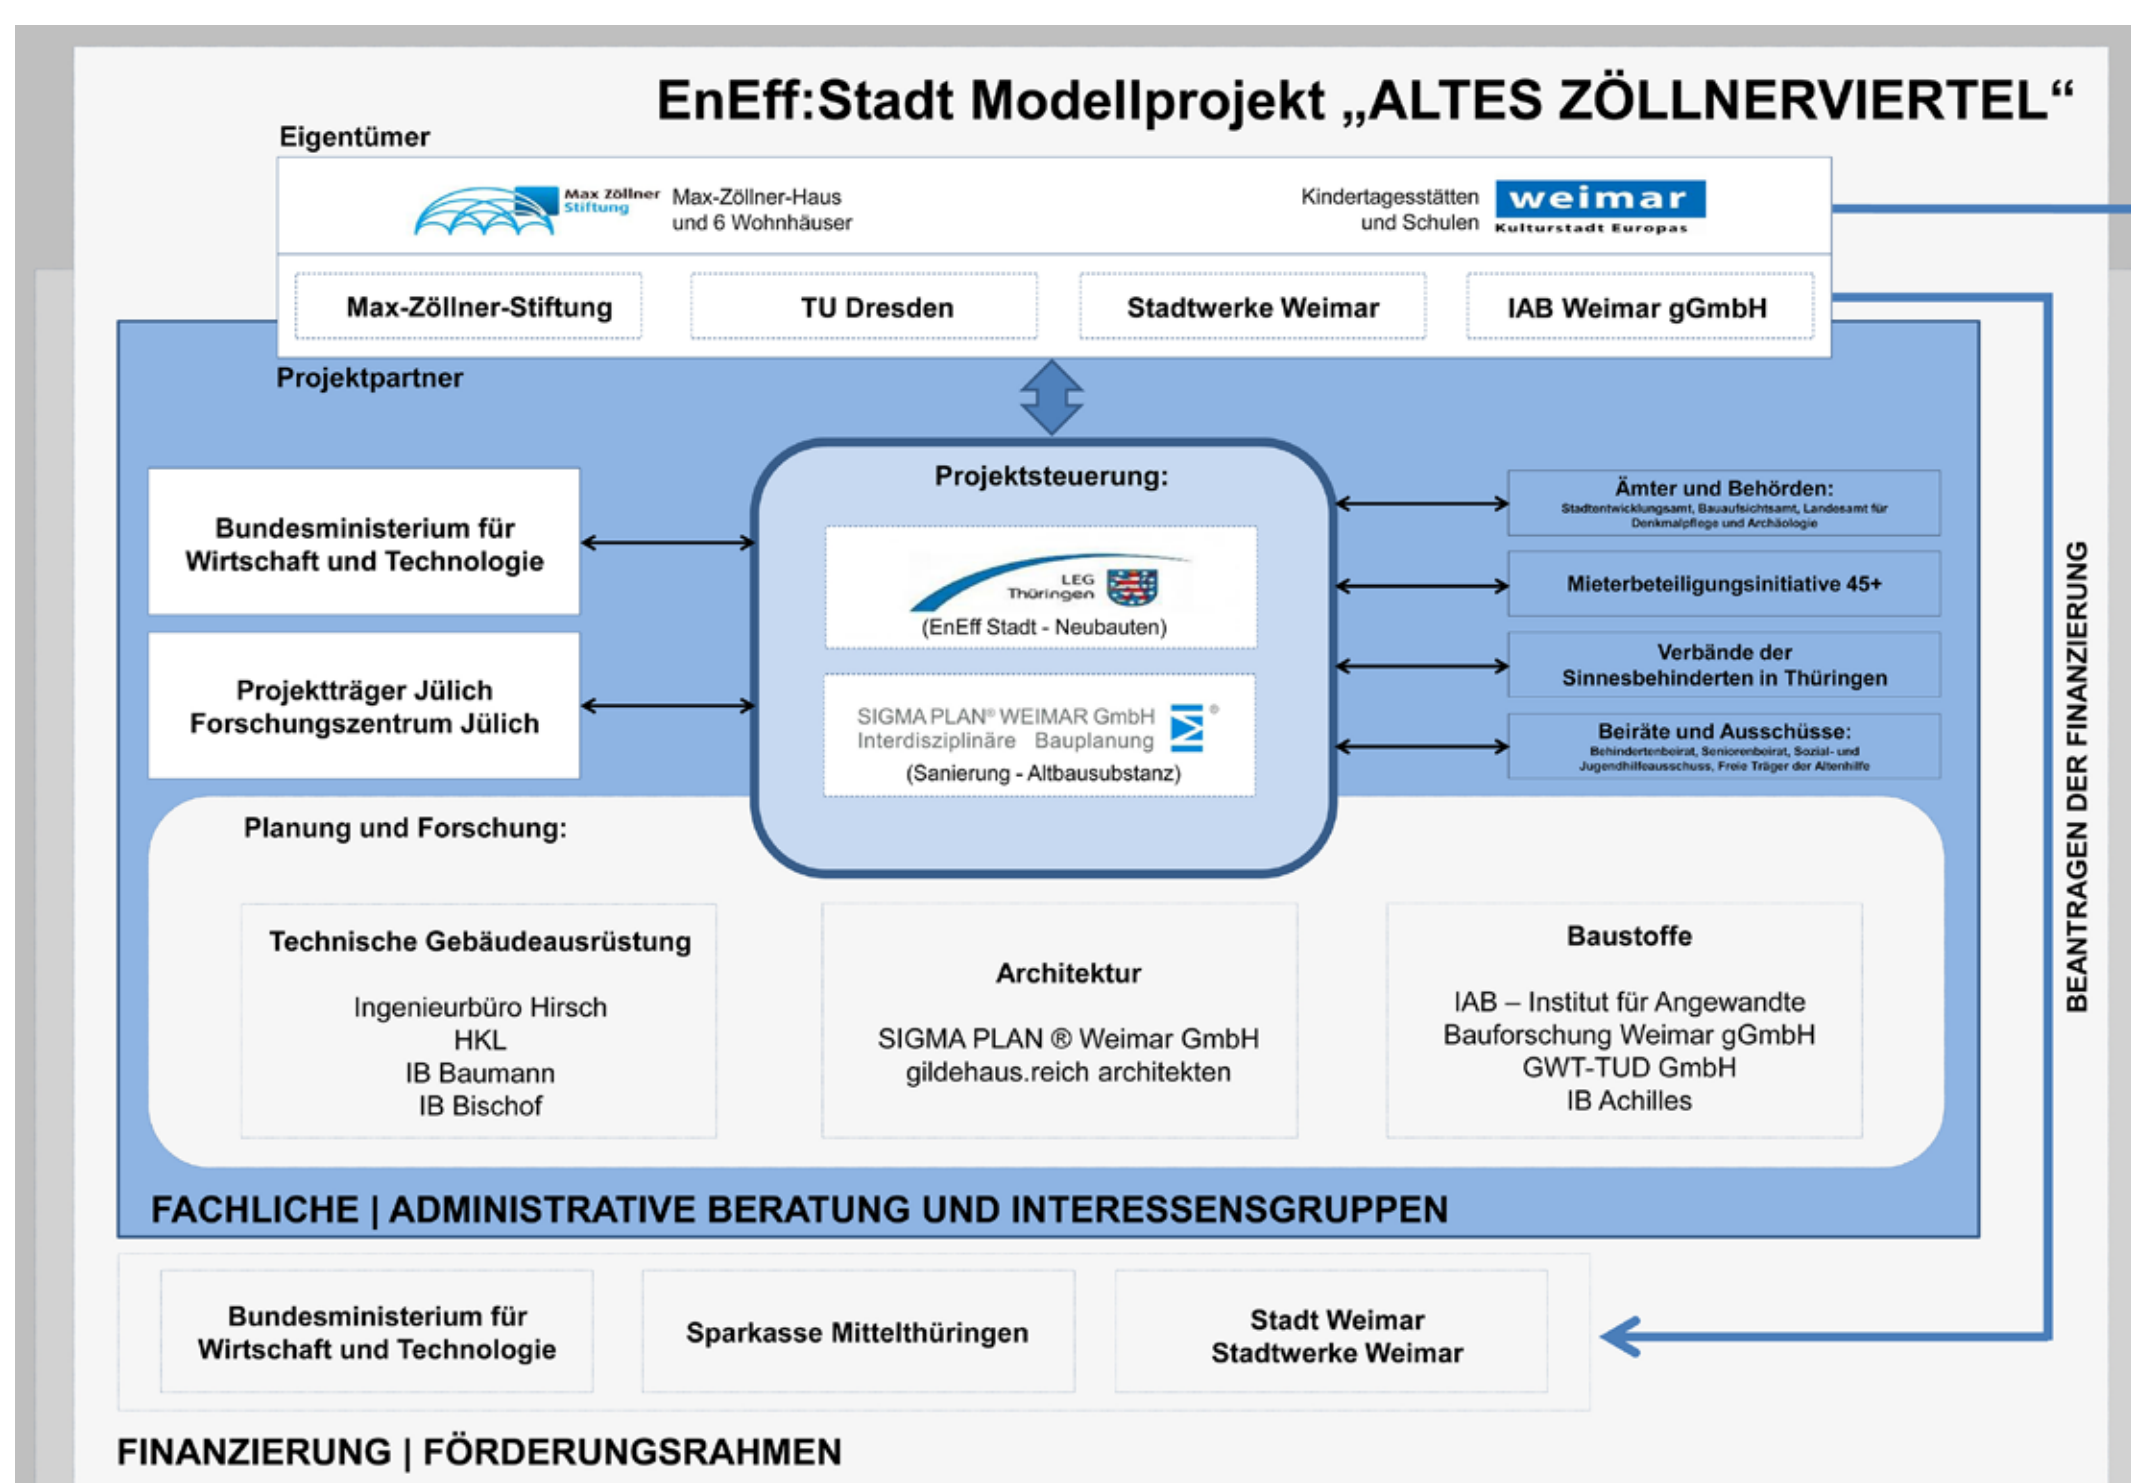 EnEff:Stadt Modellprojekt „ALTES ZÖLLNERVIERTEL“
Eigentümer
Max Zöllner
Stiftung
Max-Zöllner-Haus
und 6 Wohnhäuser
Kindertagesstätten
und Schulen
weimar
Kulturstadt Europas
Max-Zöllner-Stiftung
TU Dresden
Stadtwerke Weimar
IAB Weimar gGmbH
Projektpartner
Bundesministerium für
Wirtschaft und Technologie
Projektträger Jülich
Forschungszentrum Jülich
Projektsteuerung:
LEG
Thüringen
(EnEff Stadt - Neubauten)
SIGMA PLAN® WEIMAR GmbH
Interdisziplinäre Bauplanung
®
(Sanierung - Altbausubstanz)
Ämter und Behörden:
Stadtentwicklungsamt, Bauaufsichtsamt, Landesamt für
Denkmalpflege und Archäologie
Mieterbeteiligungsinitiative 45+
Verbände der
Sinnesbehinderten in Thüringen
Beiräte und Ausschüsse:
Behindertenbeirat, Seniorenbeirat, Sozial- und
Jugendhilfeausschuss, Freie Träger der Altenhilfe
BEANTRAGEN DER FINANZIERUNG
Planung und Forschung:
Technische Gebäudeausrüstung
Ingenieurbüro Hirsch
HKL
IB Baumann
IB Bischof
Architektur
SIGMA PLAN ® Weimar GmbH
gildehaus.reich architekten
Baustoffe
IAB – Institut für Angewandte
Bauforschung Weimar gGmbH
GWT-TUD GmbH
IB Achilles
FACHLICHE | ADMINISTRATIVE BERATUNG UND INTERESSENSGRUPPEN
Bundesministerium für
Wirtschaft und Technologie
Sparkasse Mittelthüringen
Stadt Weimar
Stadtwerke Weimar
FINANZIERUNG | FÖRDERUNGSRAHMEN